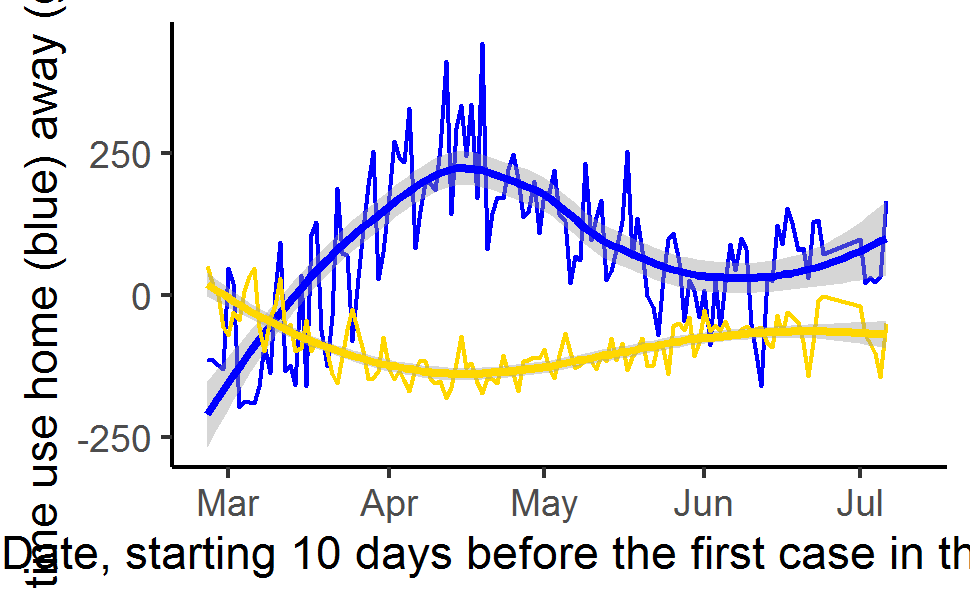 time use home (blue) away (g
250
0
-250
Mar Apr May Jun Jul
Date, starting 10 days before the first case in th